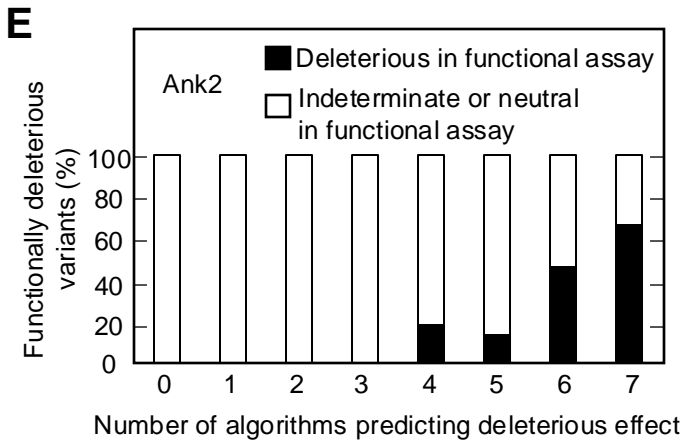 E
Deleterious in functional assay
Ank2
Indeterminate or neutral
in functional assay
Functionally deleterious
variants (%)
100
80
60
40
20
0
0 1 2 3 4 5 6 7
Number of algorithms predicting deleterious effect